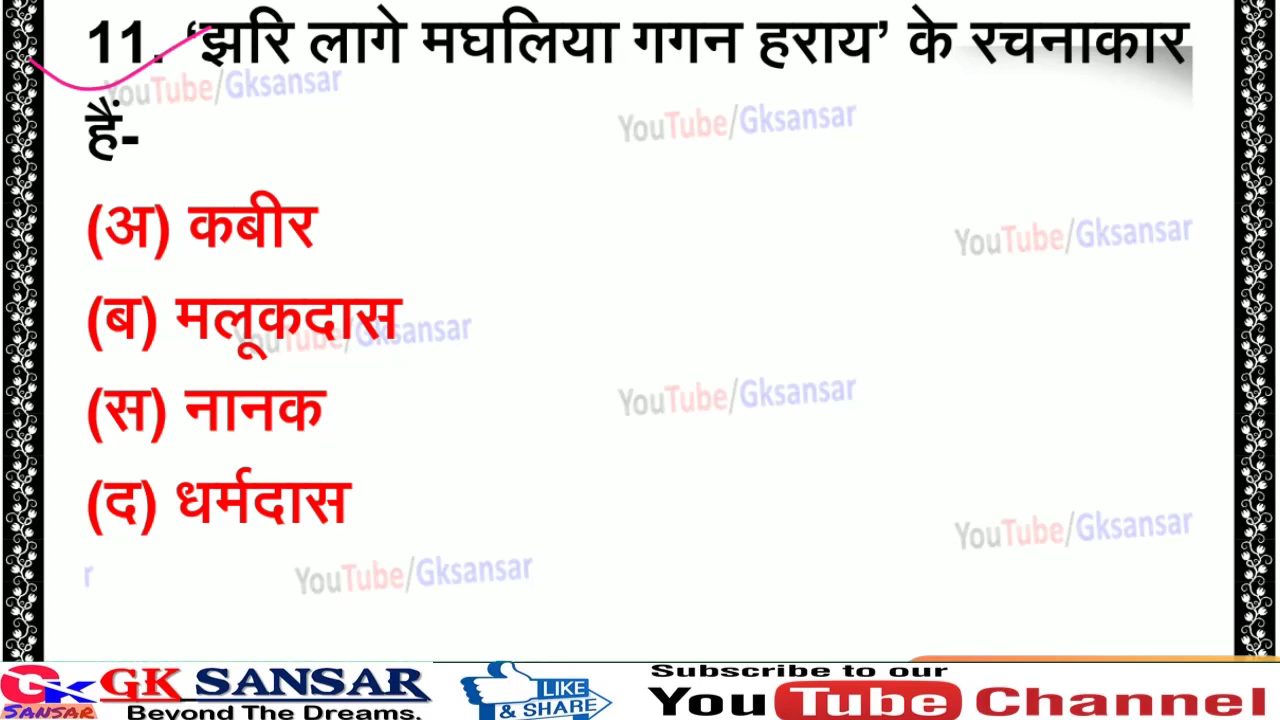 11. ‘झरि लागे मघलिया गगन हराय’ के रचनाकार
हैं-
YouTube/Gksansar
YouTube/Gksansar
(अ) कबीर
YouTube/Gksansar
(ब) मलूकदास
YouTube/Gksansar
(स) नानक
YouTube/Gksansar
(द) धर्मदास
YouTube/Gksansar
r
YouTube/Gksansar
GK SANSAR
SANSAR
Beyond The Dreams.
LIKE
& SHARE
Subscribe to our
YouTube Channel